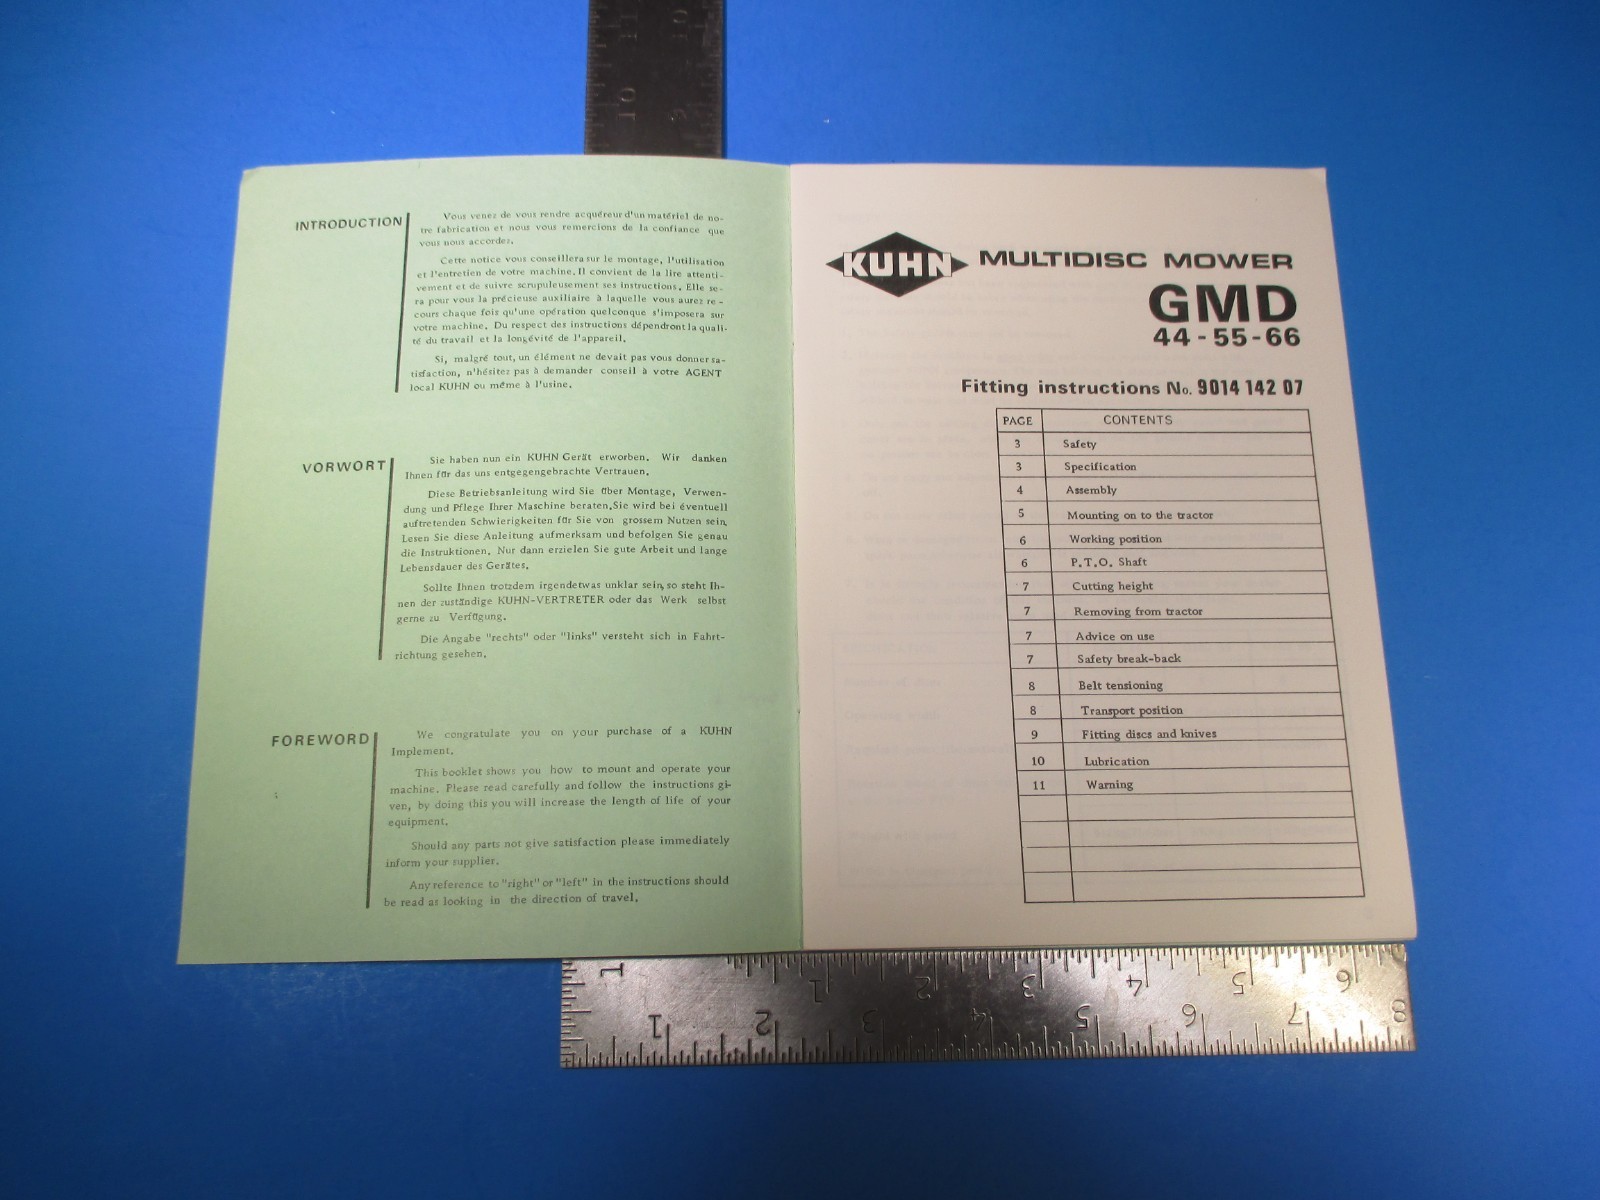 INTRODUCTION
Vous venez de vous rendre acquéreur d'un matériel de no-
tre fabrication et nous vous remercions de la confiance que
vous nous accordez.
Cette notice vous conseillera sur le montage, l'utilisation
et l'entretien de votre machine. Il convient de la lire attenti-
vement et de suivre scrupuleusement ses instructions. Elle se-
ra pour vous la précieuse auxiliaire à laquelle vous aurez re -
cours chaque fois qu'une opération quelconque s'imposera sur
votre machine. Du respect des instructions dépendront la quali-
té du travail et la longévité de l'appareil.
Si, malgré tout, un élément ne devait pas vous donner sa-
tisfaction, n'hésitez pas à demander conseil à votre AGENT
local KUHN ou même à l'usine.
VORWORT
Sie haben nun ein KUHN Gerät erworben. Wir danken
Ihnen für das uns entgegengebrachte Vertrauen.
Diese Betriebsanleitung wird Sie über Montage, Verwen-
dung und Pflege Ihrer Maschine beraten. Sie wird bei éventuell
auftretenden Schwierigkeiten für Sie von grossem Nutzen sein.
Lesen Sie diese Anleitung aufmerksam und befolgen Sie genau
die Instruktionen. Nur dann erzielen Sie gute Arbeit und lange
Lebensdauer des Gerätes.
Sollte Ihnen trotzdem irgendetwas unklar sein, so steht Ih-
nen der zuständige KUHN-VERTRETER oder das Werk selbst
gerne zu Verfügung.
Die Angabe "rechts" oder "links" versteht sich in Fahrt-
richtung gesehen.
FOREWORD
We congratulate you on your purchase of a KUHN
Implement.
This booklet shows you how to mount and operate your
machine. Please read carefully and follow the instructions gi-
ven, by doing this you will increase the length of life of your
equipment.
Should any parts not give satisfaction please immediately
inform your supplier.
Any reference to "right" or "left" in the instructions should
be read as looking in the direction of travel.
KUHN MULTIDISC MOWER
GMD
44 - 55 - 66
Fitting instructions No. 9014 142 07
PAGE CONTENTS
3 Safety
3 Specification
4 Assembly
5 Mounting on to the tractor
6 Working position
6 P.T.O. Shaft
7 Cutting height
7 Removing from tractor
7 Advice on use
7 Safety break-back
8 Belt tensioning
8 Transport position
9 Fitting discs and knives
10 Lubrication
11 Warning
11 10
10 9
1 1 2 3 4 5 6
1 2 3 4 5 6 7 8